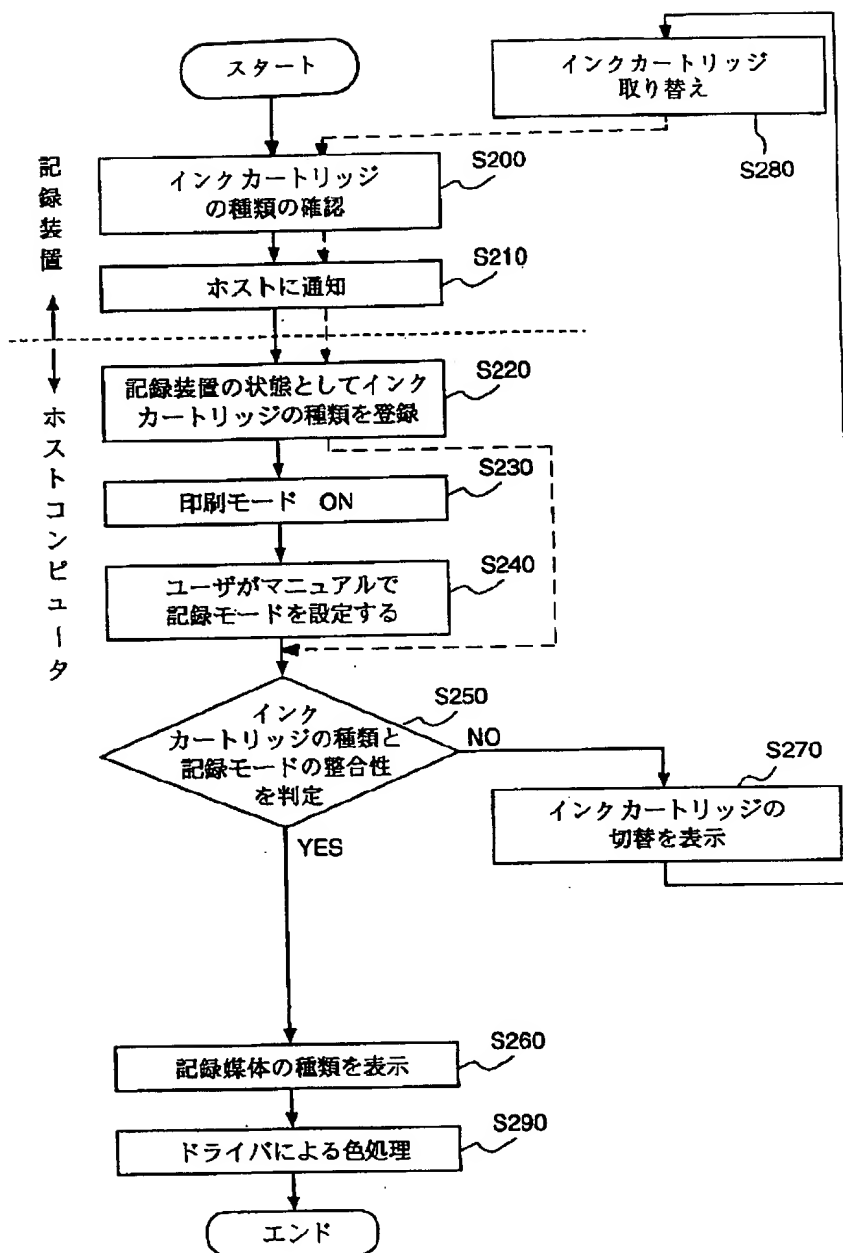 スタート
インクカートリッジ
取り替え
S280
記録装置
インクカートリッジ
の種類の確認
S200
ホストに通知
S210
ホストコンピュータ
記録装置の状態としてインク
カートリッジの種類を登録
S220
印刷モード ON
S230
ユーザがマニュアルで
記録モードを設定する
S240
インク
カートリッジの種類と
記録モードの整合性
を判定
S250
NO
YES
インクカートリッジの
切替を表示
S270
記録媒体の種類を表示
S260
ドライバによる色処理
S290
エンド